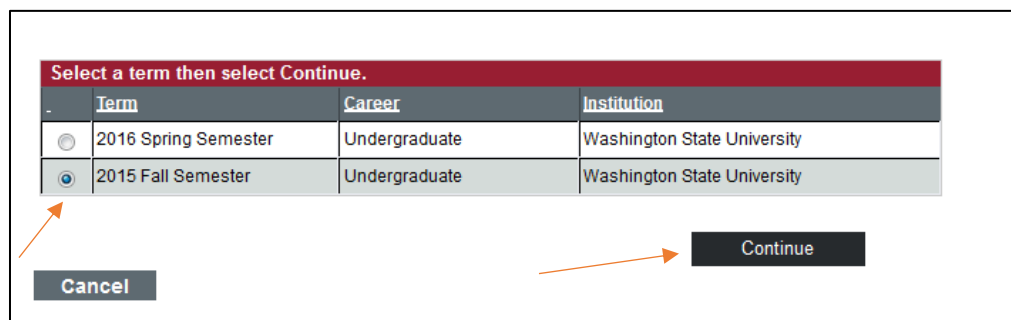 Select a term then select Continue.
Term Career Institution
2016 Spring Semester Undergraduate Washington State University
2015 Fall Semester Undergraduate Washington State University
Continue
Cancel